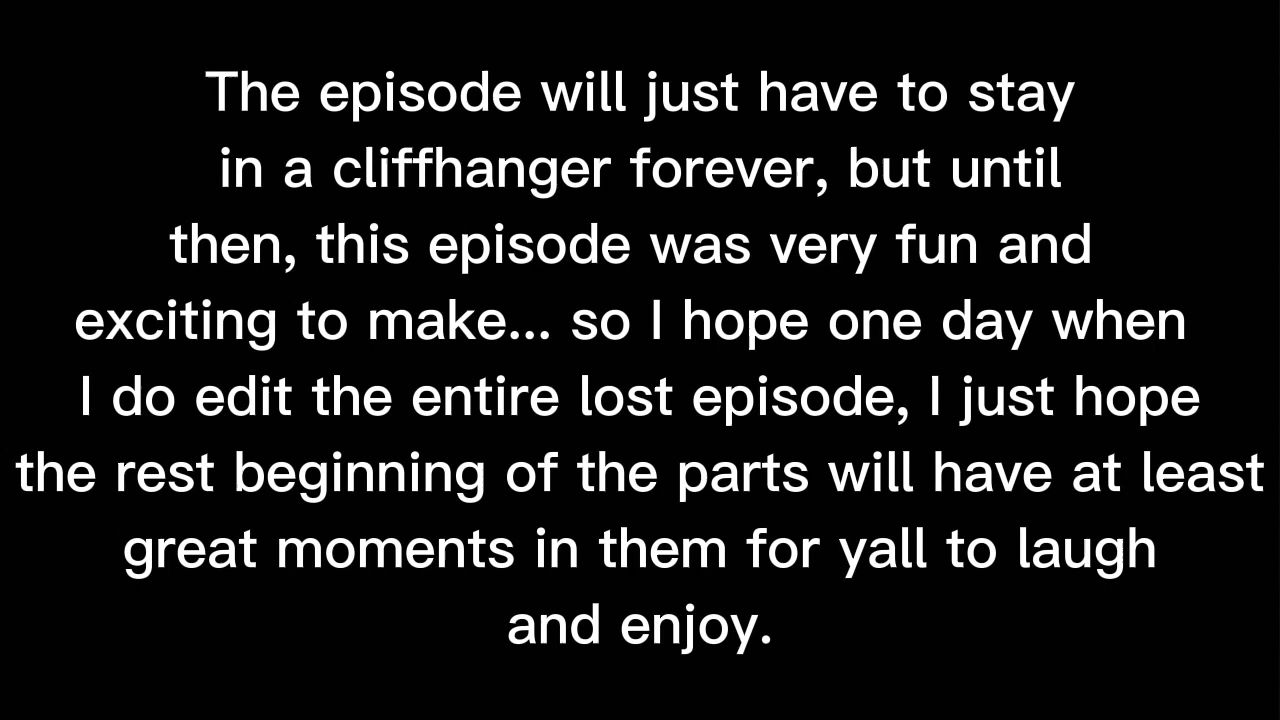 The episode will just have to stay
in a cliffhanger forever, but until
then, this episode was very fun and
exciting to make... so I hope one day when
I do edit the entire lost episode, I just hope
the rest beginning of the parts will have at least
great moments in them for yall to laugh
and enjoy.